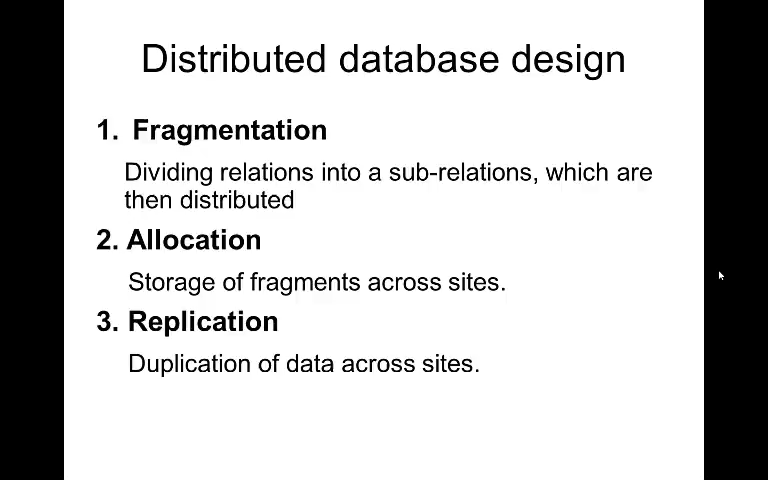 Distributed database design
1. Fragmentation
Dividing relations into a sub-relations, which are
then distributed
2. Allocation
Storage of fragments across sites.
3. Replication
Duplication of data across sites.